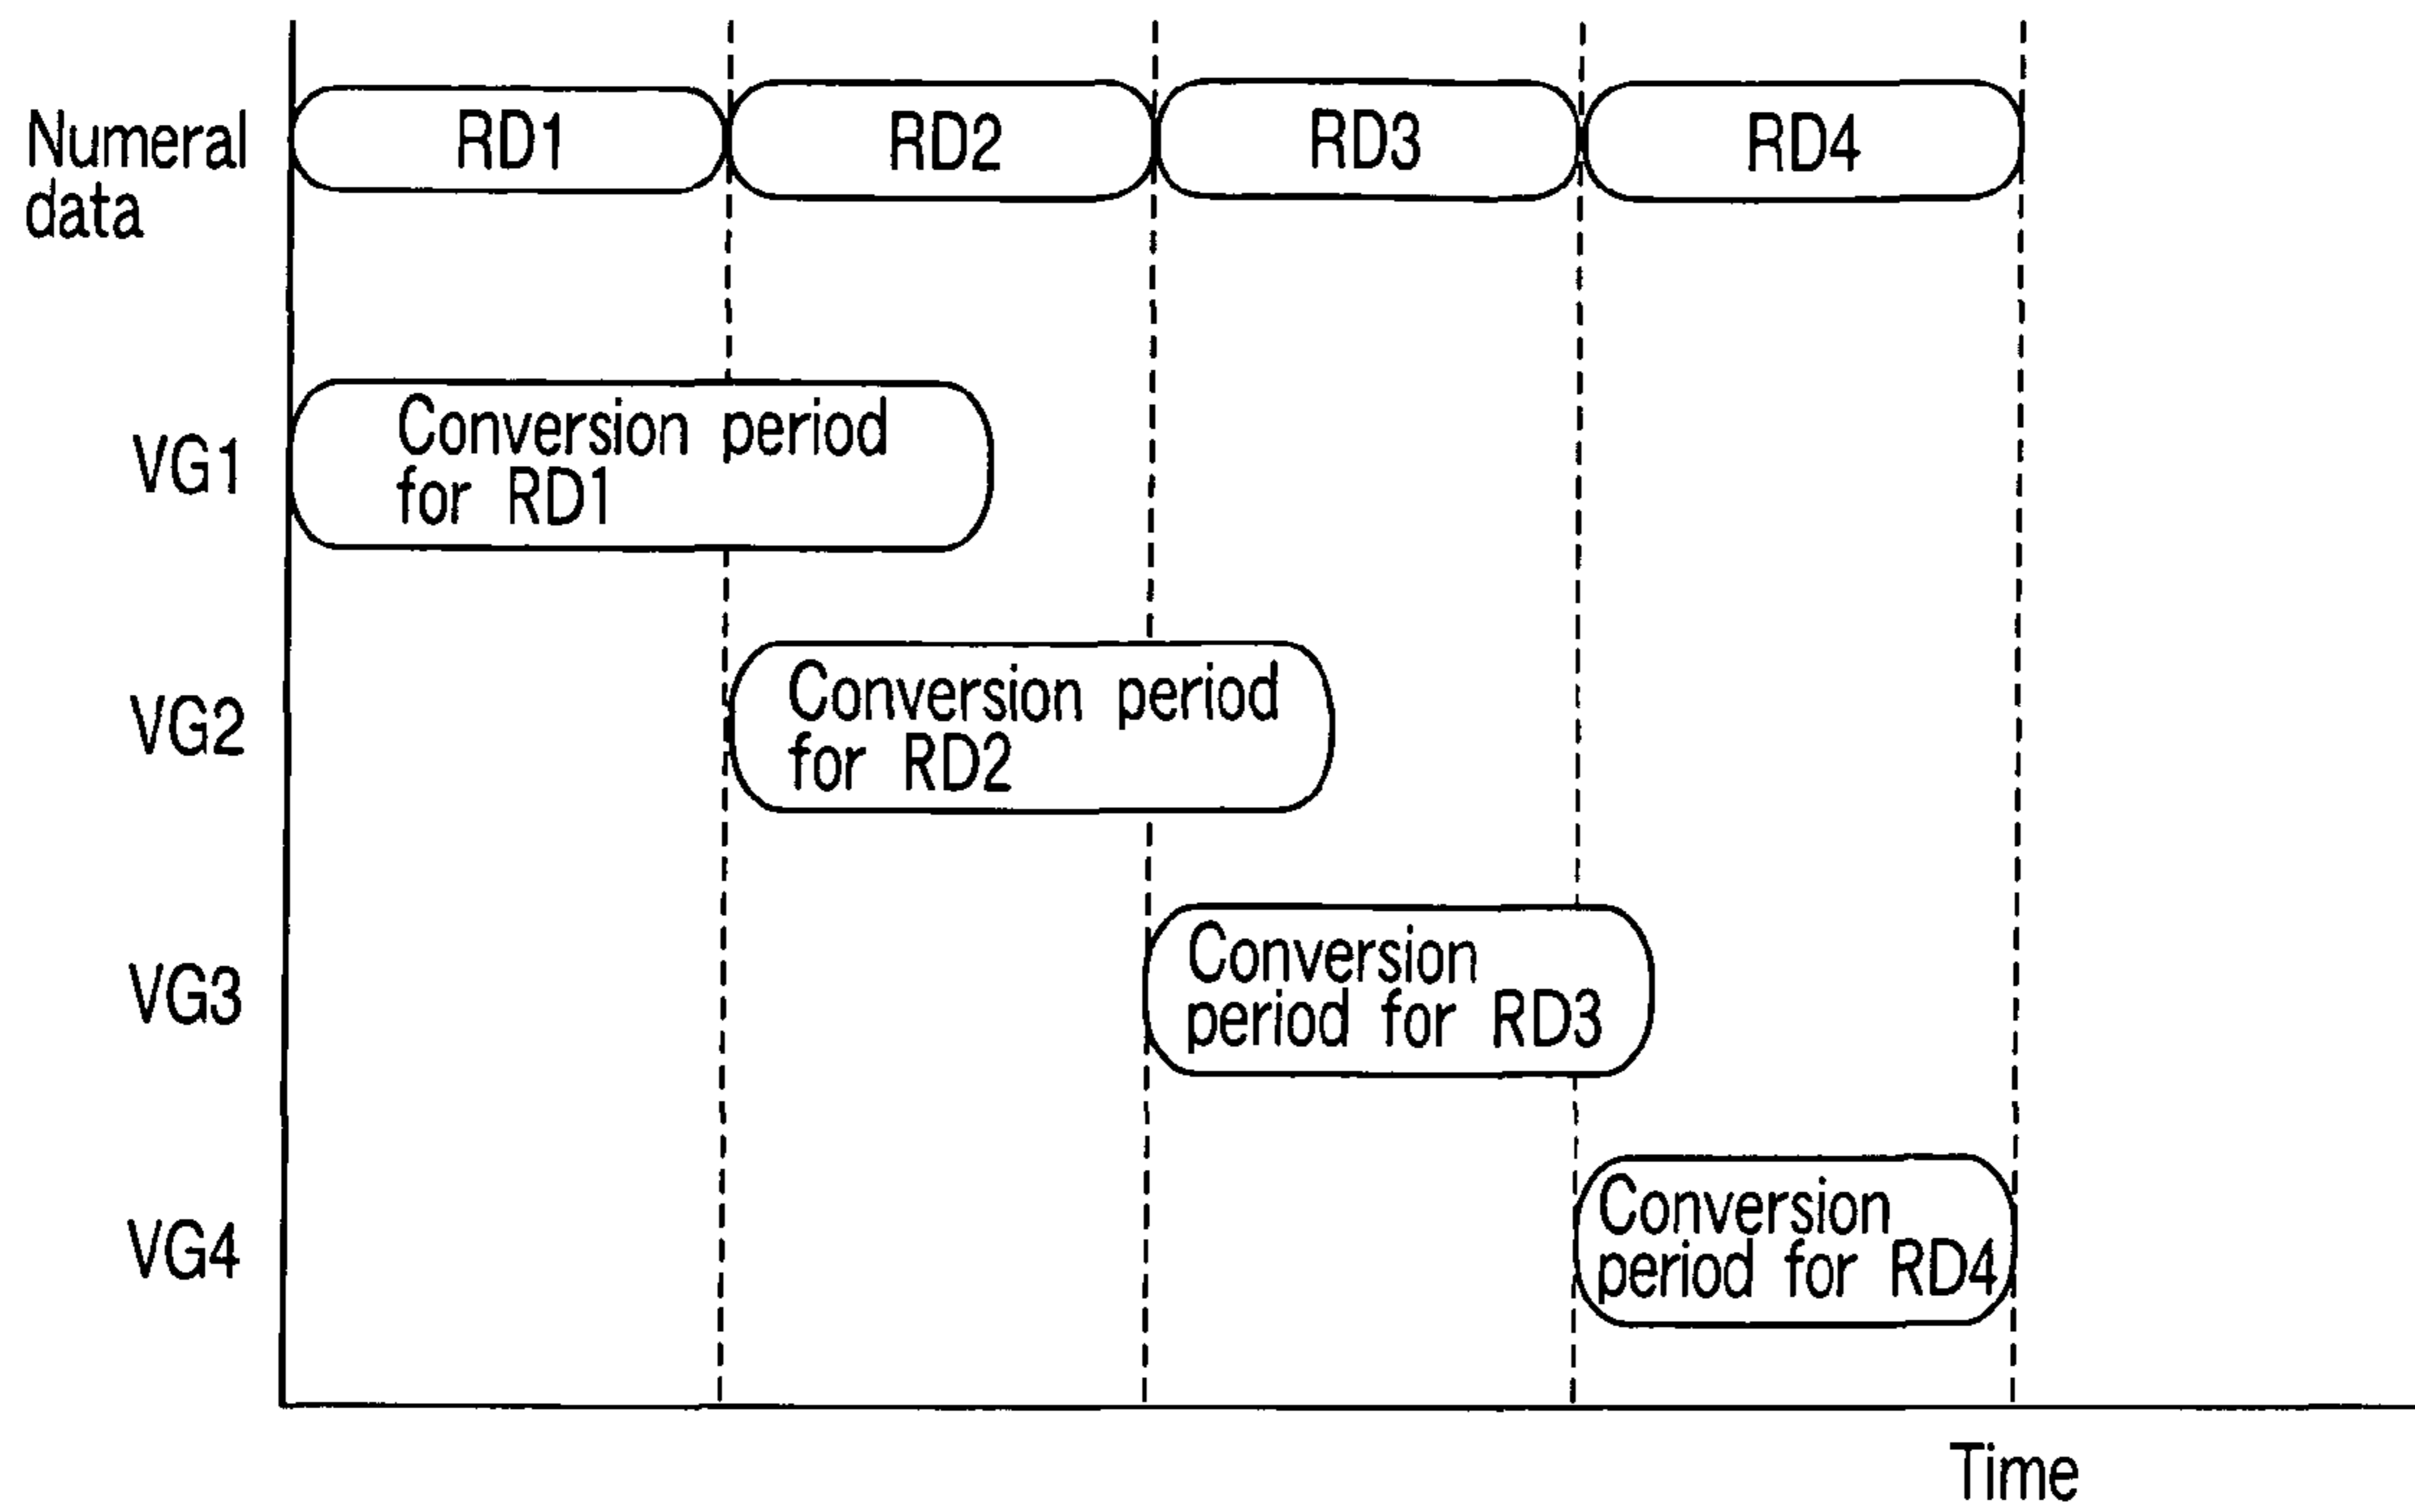 Numeral
data
RD1
RD2
RD3
RD4
VG1
Conversion period
for RD1
VG2
Conversion period
for RD2
VG3
Conversion
period for RD3
VG4
Conversion
period for RD4
Time